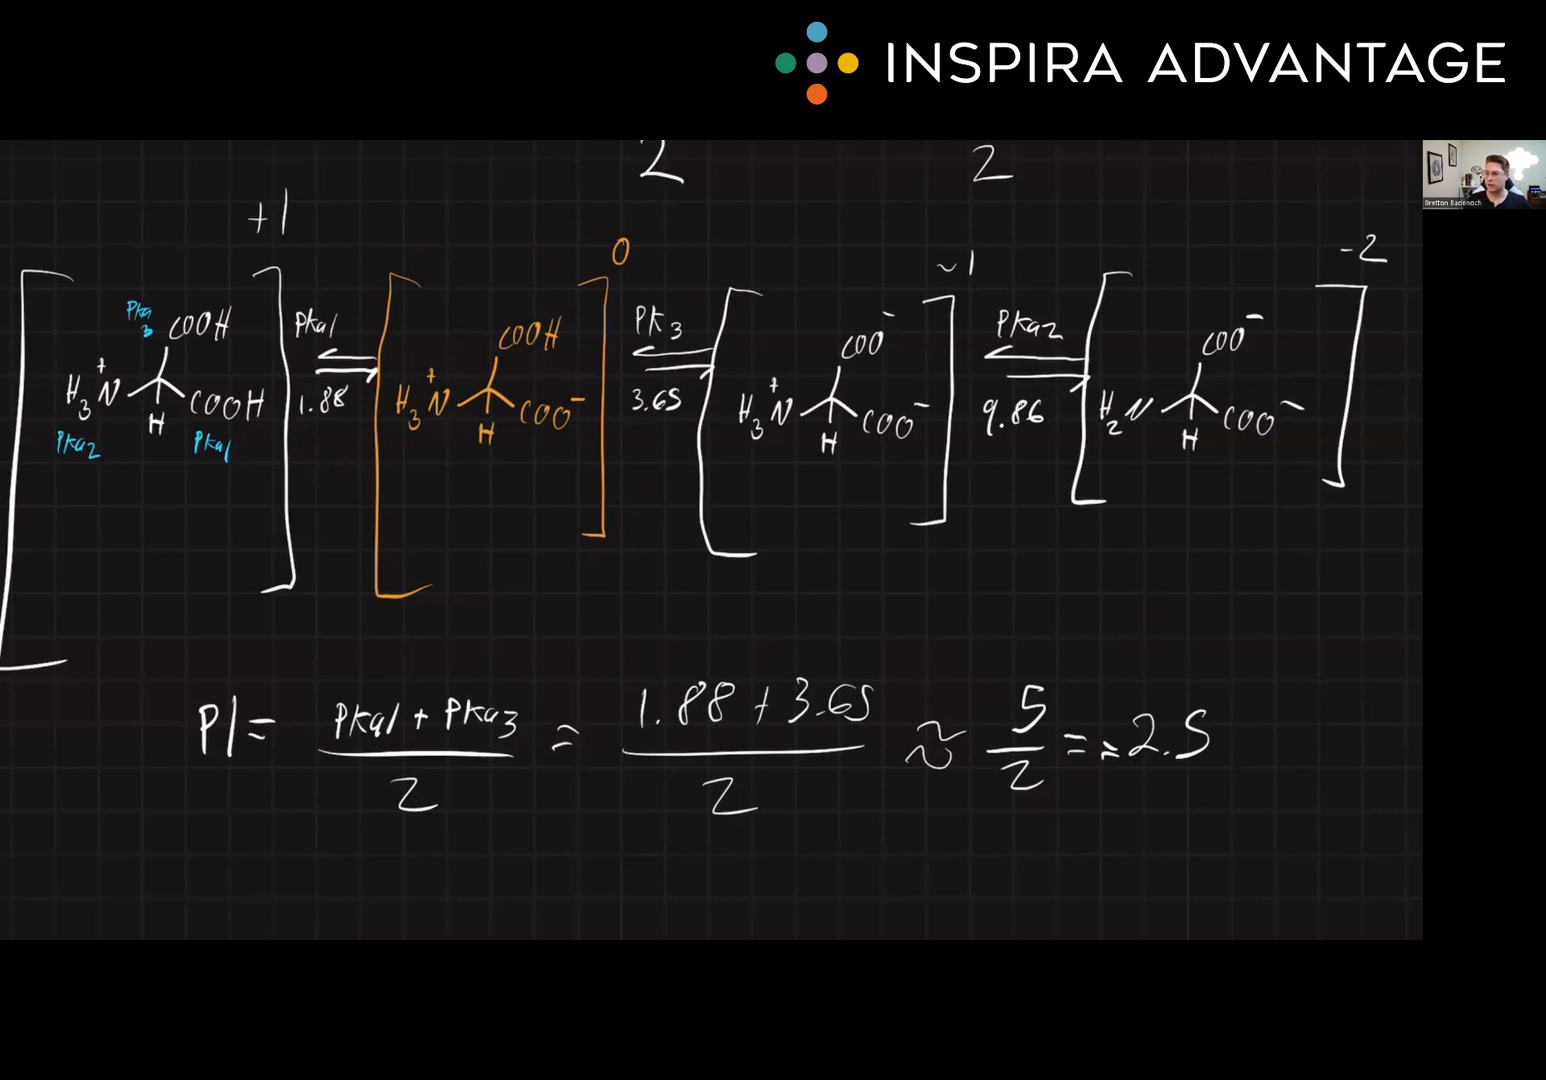 INSPIRA ADVANTAGE
2 2
Bretton Badenoch
+1
0
~1
-2
Pka3 COOH
H3N+ H COOH
Pka2 Pka1
Pka1
1.88
COOH
H3N+ H COO-
PK3
3.65
COO-
H3N+ H COO-
Pka2
9.86
COO-
H2N H COO-
PI= Pka1 + Pka3 / 2 = 1.88 + 3.65 / 2 ≈ 5 / 2 = ≈ 2.5